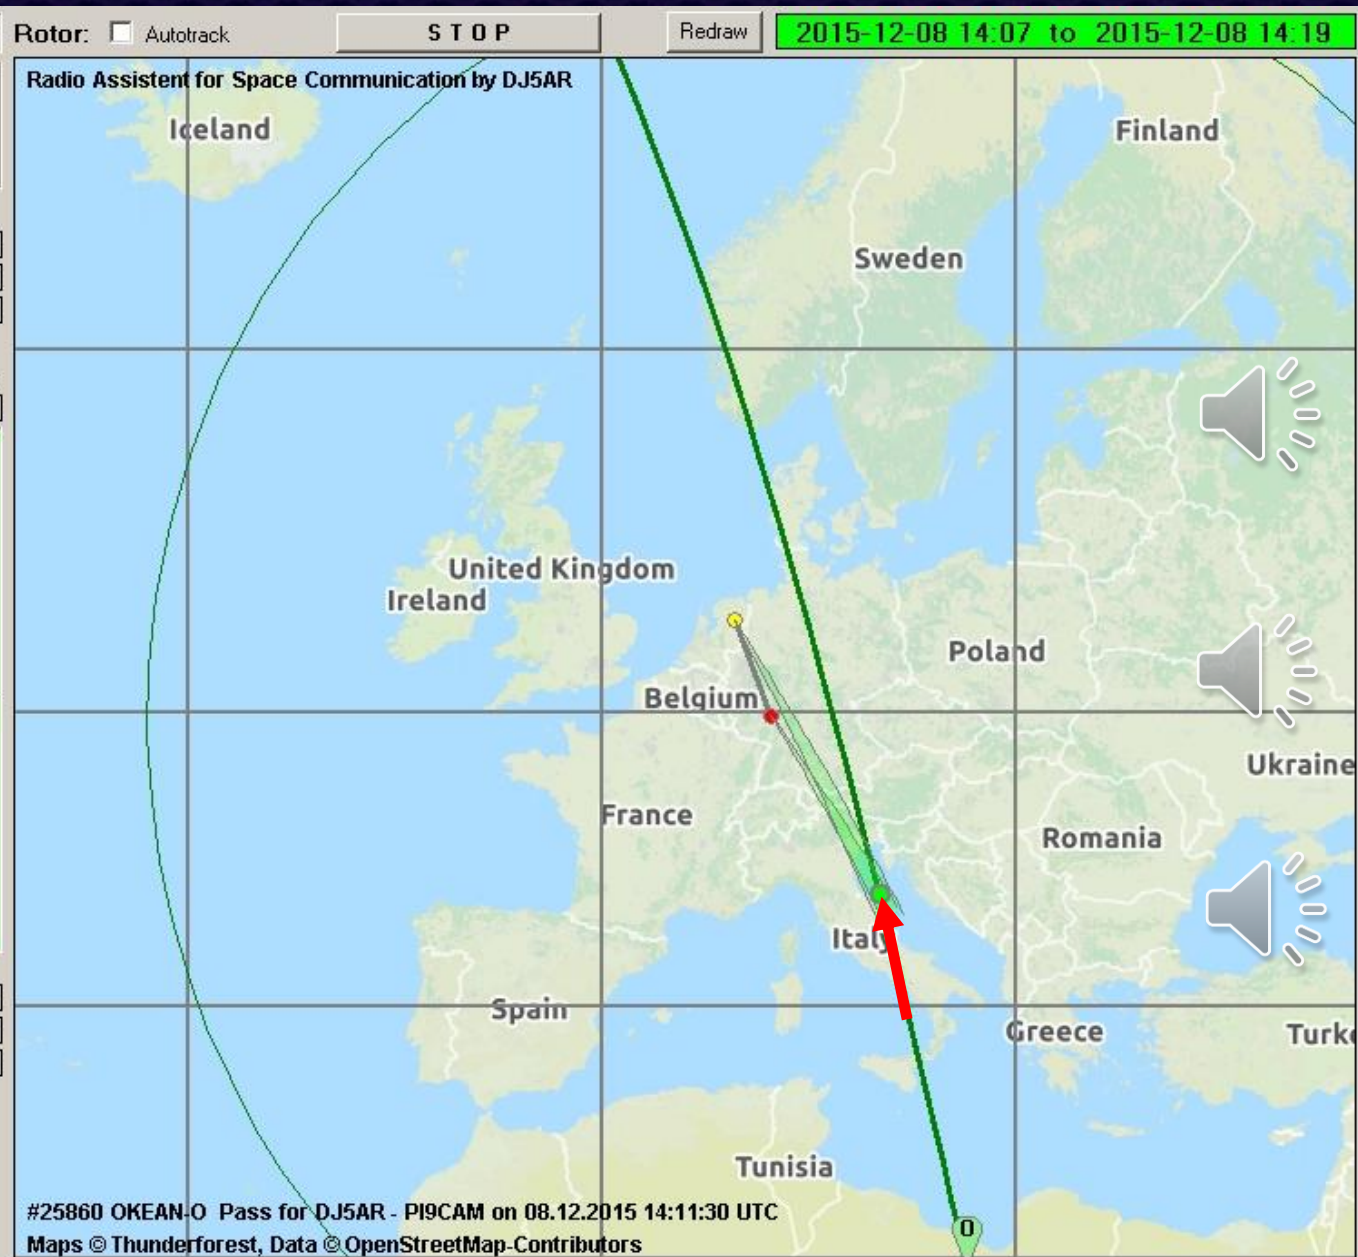 Rotor: Autotrack STOP Redraw 2015-12-08 14:07 to 2015-12-08 14:19
Radio Assistent for Space Communication by DJ5AR
Iceland
Finland
Sweden
United Kingdom
Ireland
Poland
Belgium
Ukraine
France
Romania
Italy
Spain
Greece
Turke
Tunisia
#25860 OKEAN-O Pass for DJ5AR - PI9CAM on 08.12.2015 14:11:30 UTC
0
Maps © Thunderforest, Data © OpenStreetMap-Contributors